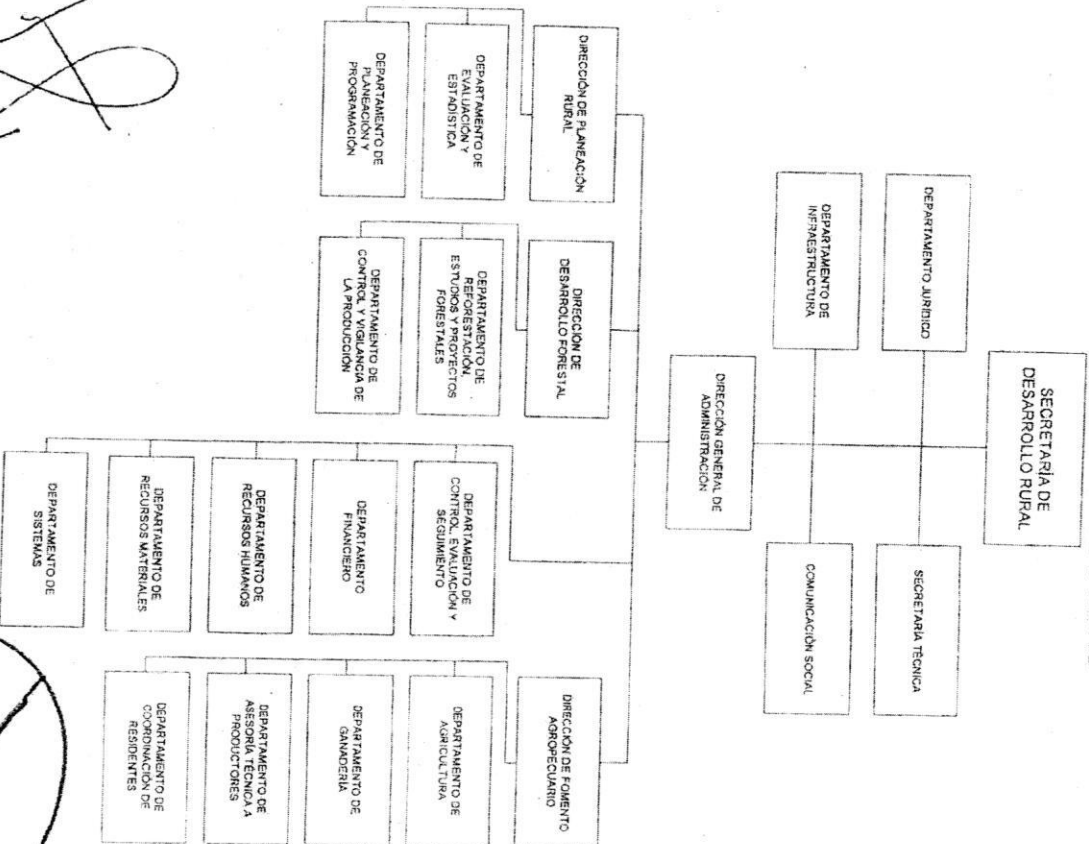 SECRETARÍA DE
DESARROLLO RURAL
DEPARTAMENTO JURÍDICO
SECRETARÍA TÉCNICA
DEPARTAMENTO DE
INFRAESTRUCTURA
COMUNICACIÓN SOCIAL
DIRECCIÓN GENERAL DE
ADMINISTRACIÓN
DIRECCIÓN DE PLANEACIÓN
RURAL
DEPARTAMENTO DE
EVALUACIÓN Y
ESTADÍSTICA
DEPARTAMENTO DE
PLANEACIÓN Y
PROGRAMACIÓN
DIRECCIÓN DE
DESARROLLO FORESTAL
DEPARTAMENTO DE
REFORESTACIÓN,
ESTUDIOS Y PROYECTOS
FORESTALES
DEPARTAMENTO DE
CONTROL Y VIGILANCIA DE
LA PRODUCCIÓN
DEPARTAMENTO DE
CONTROL, EVALUACIÓN Y
SEGUIMIENTO
DEPARTAMENTO
FINANCIERO
DEPARTAMENTO DE
RECURSOS HUMANOS
DEPARTAMENTO DE
RECURSOS MATERIALES
DEPARTAMENTO DE
SISTEMAS
DIRECCIÓN DE FOMENTO
AGROPECUARIO
DEPARTAMENTO DE
AGRICULTURA
DEPARTAMENTO DE
GANADERÍA
DEPARTAMENTO DE
ASESORÍA TÉCNICA A
PRODUCTORES
DEPARTAMENTO DE
COORDINACIÓN DE
RESIDENTES